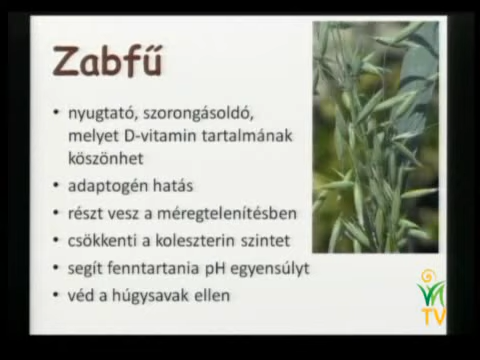 Zabfű
• nyugtató, szorongásoldó,
melyet D-vitamin tartalmának
köszönhet
• adaptogén hatás
• részt vesz a méregtelenítésben
• csökkenti a koleszterin szintet
• segít fenntartania pH egyensúlyt
• véd a húgysavak ellen
TV